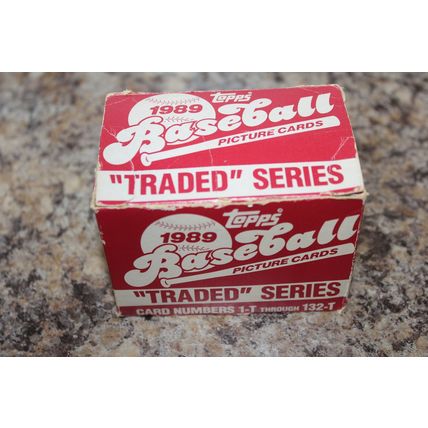 Topps®
1989
Baseball
PICTURE CARDS
"TRADED" SERIES
Topps®
1989
Baseball
PICTURE CARDS
"TRADED" SERIES
CARD NUMBERS 1-T THROUGH 132-T